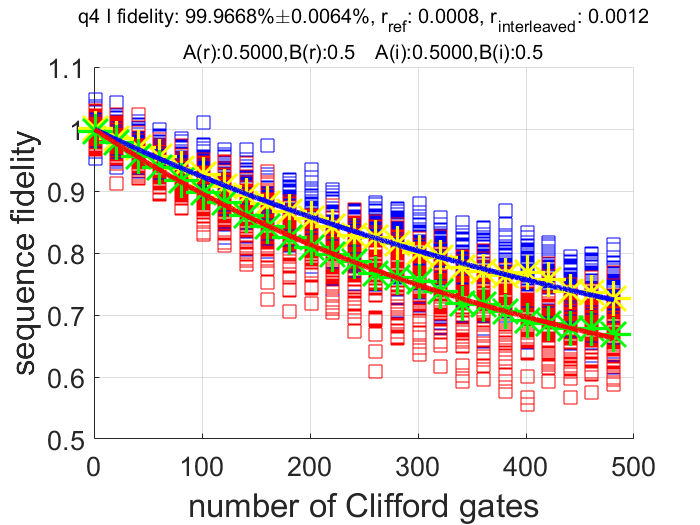 q4 I fidelity: 99.9668%±0.0064%, r_ref: 0.0008, r_interleaved: 0.0012
A(r):0.5000,B(r):0.5 A(i):0.5000,B(i):0.5
1.1
1
0.9
0.8
0.7
0.6
0.5
sequence fidelity
0 100 200 300 400 500
number of Clifford gates